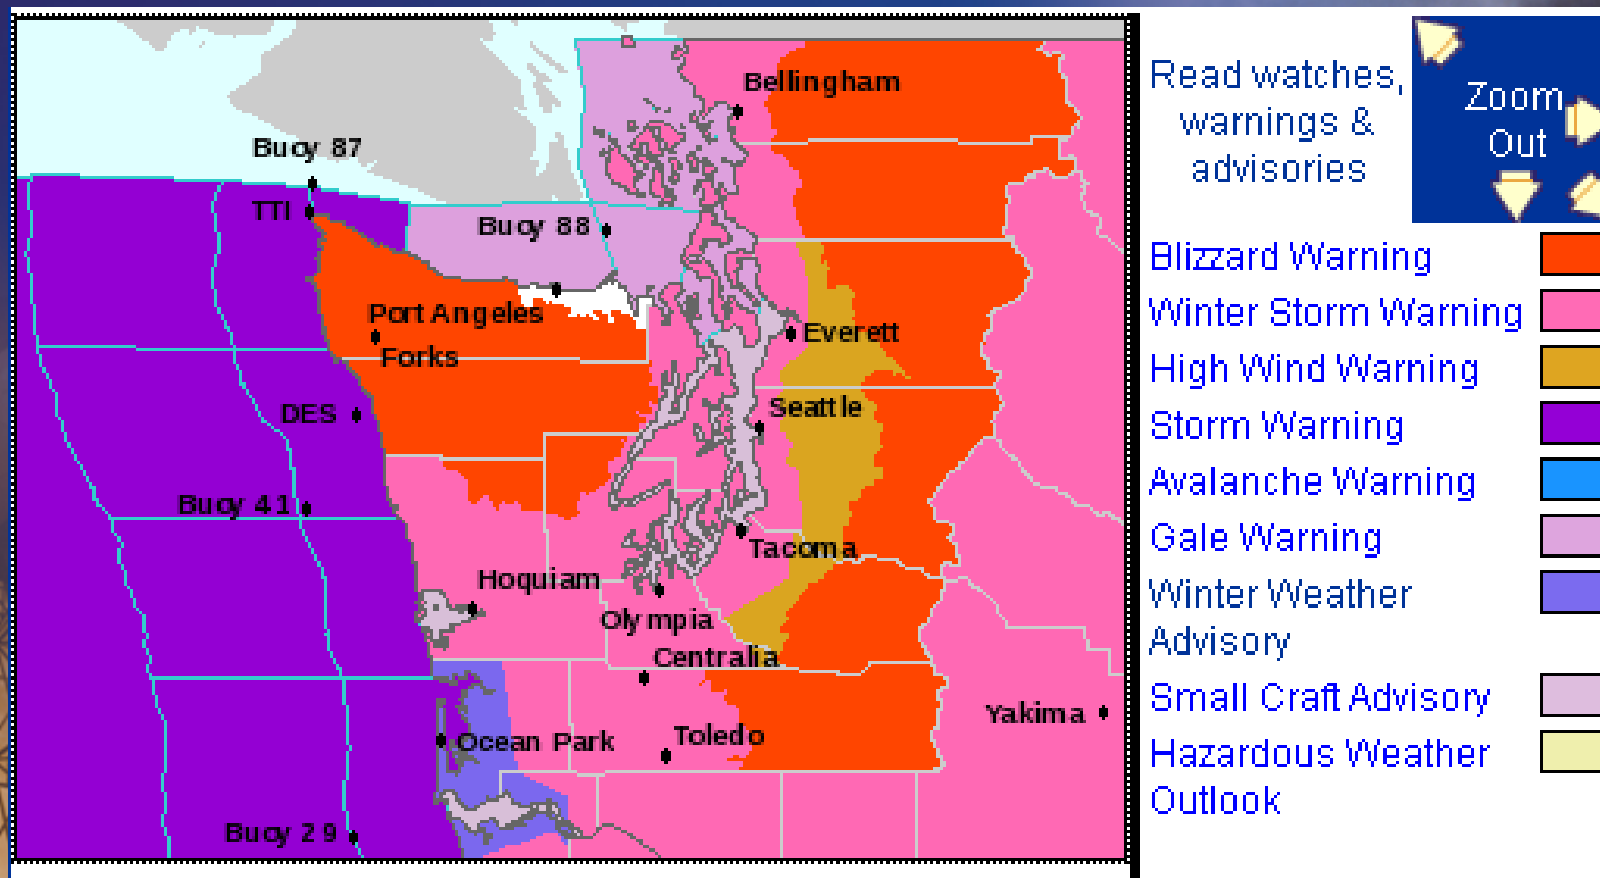 Bellingham
Buoy 87
TTI
Buoy 88
Port Angeles
Everett
Forks
DES
Seattle
Buoy 41
Tacoma
Hoquiam
Olympia
Centralia
Yakima
Ocean Park
Toledo
Buoy 29
Read watches,
warnings &
advisories
Zoom
Out
Blizzard Warning
Winter Storm Warning
High Wind Warning
Storm Warning
Avalanche Warning
Gale Warning
Winter Weather
Advisory
Small Craft Advisory
Hazardous Weather
Outlook